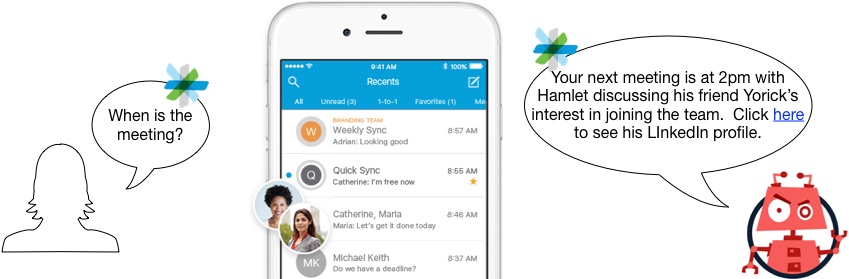 When is the
meeting?
9:41 AM
100%
Recents
All
Unread (3)
1-to-1
Favorites (1)
Me
W
BRANDING TEAM
Weekly Sync
8:57 AM
Adrian: Looking good
Q
Quick Sync
8:55 AM
Catherine: I'm free now
Catherine, Maria
8:46 AM
Maria: Let's get it done today
MK
Michael Keith
8:37 AM
Do we have a deadline?
Your next meeting is at 2pm with
Hamlet discussing his friend Yorick's
interest in joining the team. Click here
to see his LInkedIn profile.